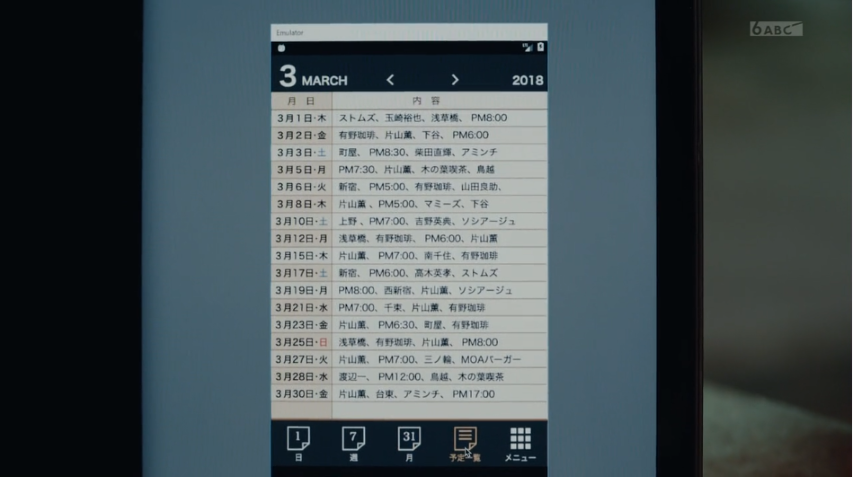 6ABC
Emulator
3 MARCH < > 2018
月 日 内 容
3月1日・木 ストムズ、玉崎裕也、浅草橋、 PM8:00
3月2日・金 有野珈琲、片山薫、下谷、 PM6:00
3月3日・土 町屋、 PM8:30、柴田直輝、アミンチ
3月5日・月 PM7:30、片山薫、木の葉喫茶、鳥越
3月6日・火 新宿、 PM5:00、有野珈琲、山田良助、
3月8日・木 片山薫 、PM5:00、マミーズ、下谷
3月10日・土 上野 、PM7:00、吉野英典、ソシアージュ
3月12日・月 浅草橋、有野珈琲、 PM6:00、片山薫
3月15日・木 片山薫、 PM7:00、南千住、有野珈琲
3月17日・土 新宿、 PM6:00、高木英孝、ストムズ
3月19日・月 PM8:00、西新宿、片山薫、ソシアージュ
3月21日・水 PM7:00、千束、片山薫、有野珈琲
3月23日・金 片山薫、 PM6:30、町屋、有野珈琲
3月25日・日 浅草橋、有野珈琲、片山薫、 PM8:00
3月27日・火 片山薫、 PM7:00、三ノ輪、MOAバーガー
3月28日・水 渡辺一、 PM12:00、鳥越、木の葉喫茶
3月30日・金 片山薫、台東、アミンチ、 PM17:00
1 7 31
日 週 月 予定一覧 メニュー